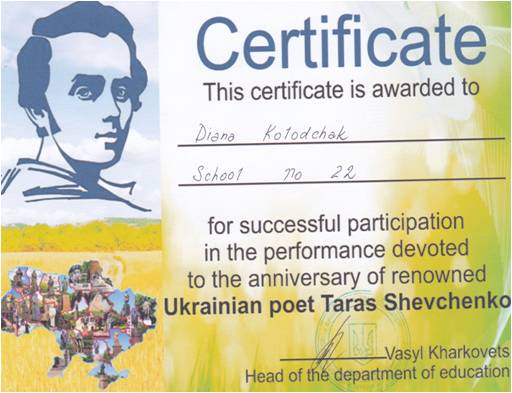 Certificate
This certificate is awarded to
Diana Kolodchak
School no 22
for successful participation
in the performance devoted
to the anniversary of renowned
Ukrainian poet Taras Shevchenko
Vasyl Kharkovets
Head of the department of education